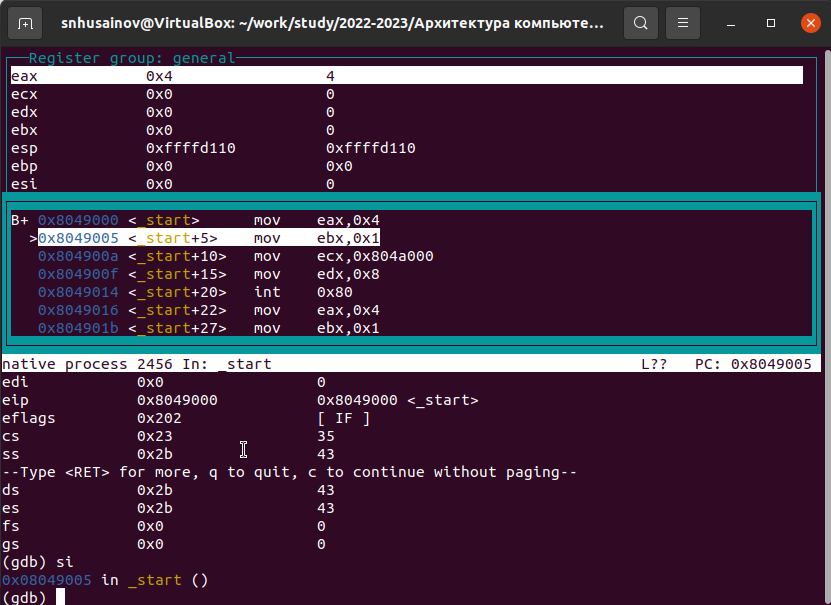 snhusainov@VirtualBox: ~/work/study/2022-2023/Архитектура компьюте...
Register group: general
eax 0x4 4
ecx 0x0 0
edx 0x0 0
ebx 0x0 0
esp 0xffffd110 0xffffd110
ebp 0x0 0x0
esi 0x0 0
B+ 0x8049000 <_start> mov eax,0x4
>0x8049005 <_start+5> mov ebx,0x1
0x804900a <_start+10> mov ecx,0x804a000
0x804900f <_start+15> mov edx,0x8
0x8049014 <_start+20> int 0x80
0x8049016 <_start+22> mov eax,0x4
0x804901b <_start+27> mov ebx,0x1
native process 2456 In: _start L?? PC: 0x8049005
edi 0x0 0
eip 0x8049000 0x8049000 <_start>
eflags 0x202 [ IF ]
cs 0x23 35
ss 0x2b 43
--Type <RET> for more, q to quit, c to continue without paging--
ds 0x2b 43
es 0x2b 43
fs 0x0 0
gs 0x0 0
(gdb) si
0x08049005 in _start ()
(gdb)